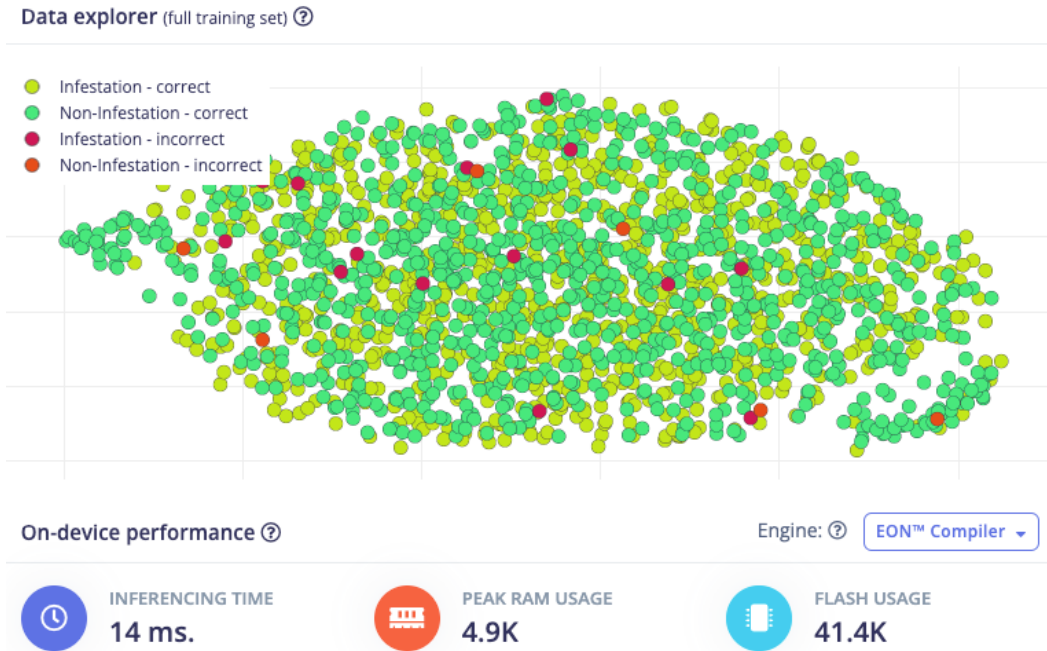 Data explorer (full training set) ?
Infestation - correct
Non-Infestation - correct
Infestation - incorrect
Non-Infestation - incorrect
On-device performance ? Engine: ? EON™ Compiler
INFERENCING TIME
14 ms.
PEAK RAM USAGE
4.9K
FLASH USAGE
41.4K